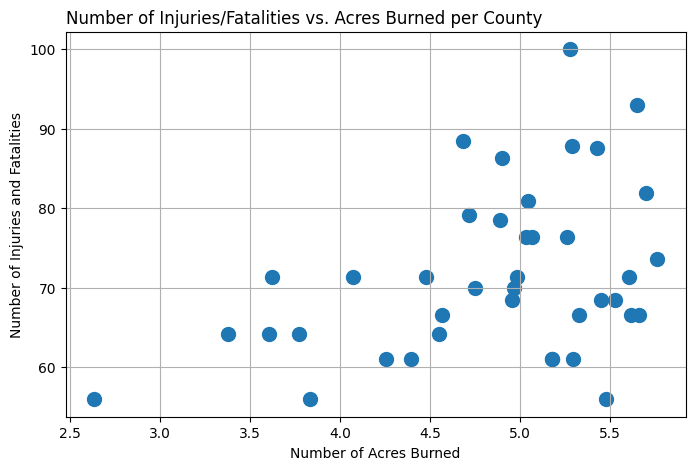 Number of Injuries/Fatalities vs. Acres Burned per County
Number of Injuries and Fatalities
100
90
80
70
60
2.5 3.0 3.5 4.0 4.5 5.0 5.5
Number of Acres Burned